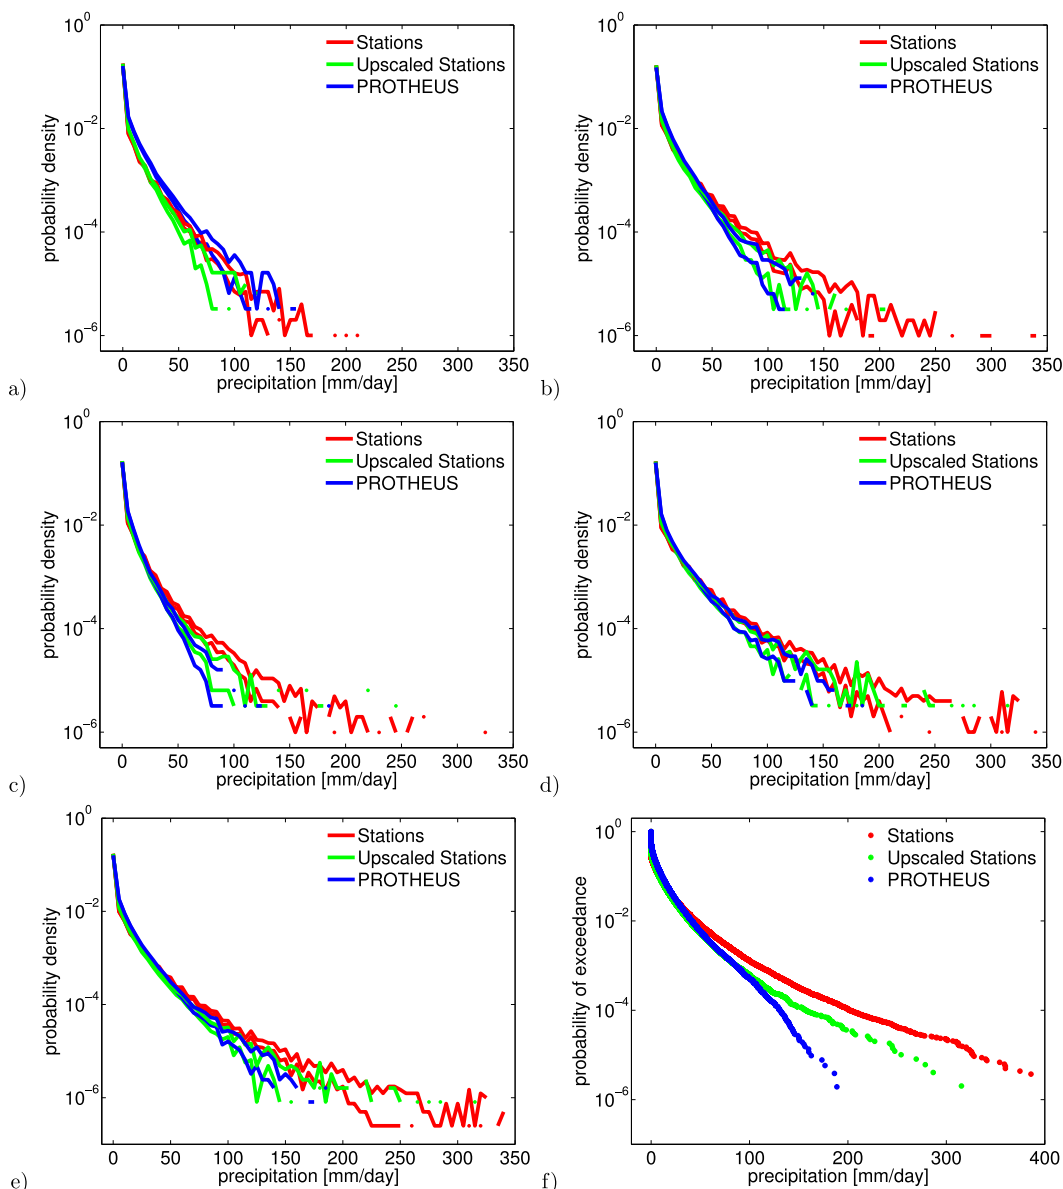 10^0
10^−2
10^−4
10^−6
0 50 100 150 200 250 300 350
probability density
precipitation [mm/day]
Stations
Upscaled Stations
PROTHEUS
a)
10^0
10^−2
10^−4
10^−6
0 50 100 150 200 250 300 350
probability density
precipitation [mm/day]
Stations
Upscaled Stations
PROTHEUS
b)
10^0
10^−2
10^−4
10^−6
0 50 100 150 200 250 300 350
probability density
precipitation [mm/day]
Stations
Upscaled Stations
PROTHEUS
c)
10^0
10^−2
10^−4
10^−6
0 50 100 150 200 250 300 350
probability density
precipitation [mm/day]
Stations
Upscaled Stations
PROTHEUS
d)
10^0
10^−2
10^−4
10^−6
0 50 100 150 200 250 300 350
probability density
precipitation [mm/day]
Stations
Upscaled Stations
PROTHEUS
e)
10^0
10^−2
10^−4
10^−6
0 100 200 300 400
probability of exceedance
precipitation [mm/day]
Stations
Upscaled Stations
PROTHEUS
f)